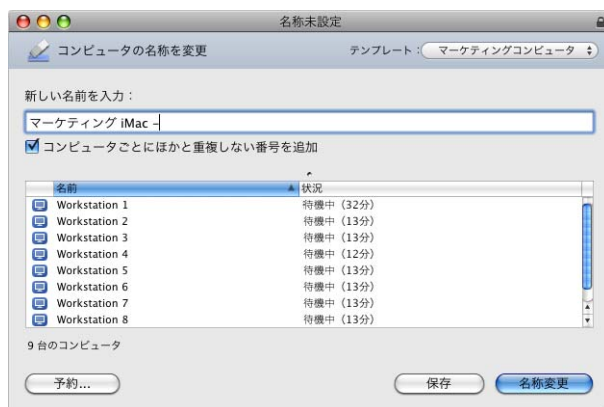 名称未設定
コンピュータの名称を変更
テンプレート： マーケティングコンピュータ
新しい名前を入力：
マーケティング iMac –
コンピュータごとにほかと重複しない番号を追加
名前 状況
Workstation 1 待機中（32分）
Workstation 2 待機中（13分）
Workstation 3 待機中（13分）
Workstation 4 待機中（12分）
Workstation 5 待機中（13分）
Workstation 6 待機中（13分）
Workstation 7 待機中（13分）
Workstation 8 待機中（13分）
9 台のコンピュータ
予約... 保存 名称変更